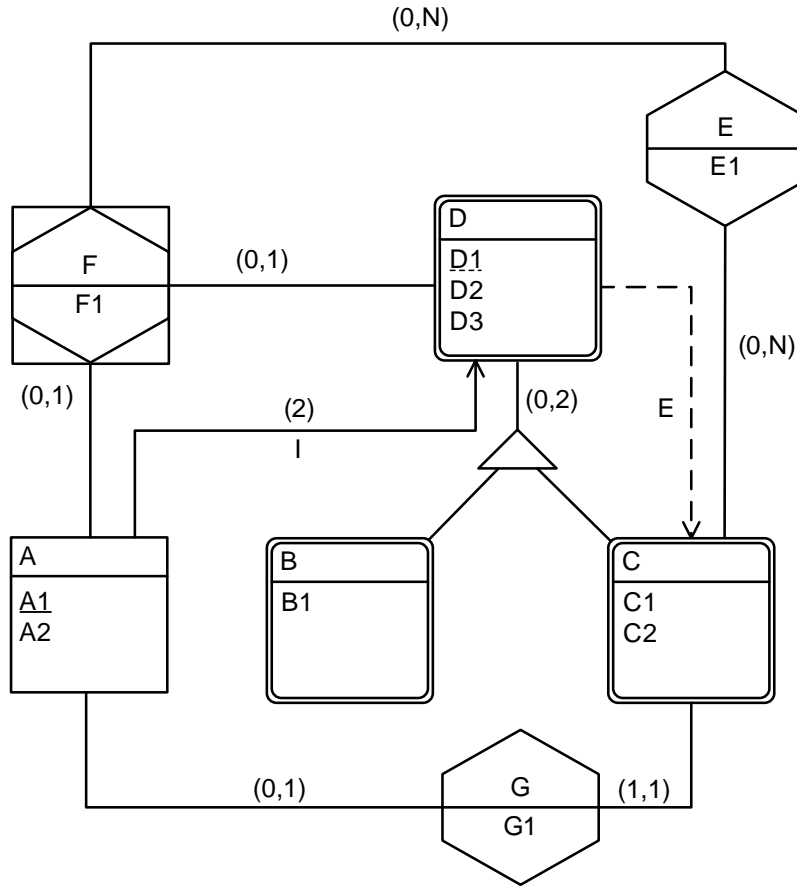 (0,N)
E
E1
D
D1
D2
D3
(0,1)
F
F1
(0,N)
(0,1)
(2)
I
(0,2)
E
A
A1
A2
B
B1
C
C1
C2
(0,1)
G
G1
(1,1)